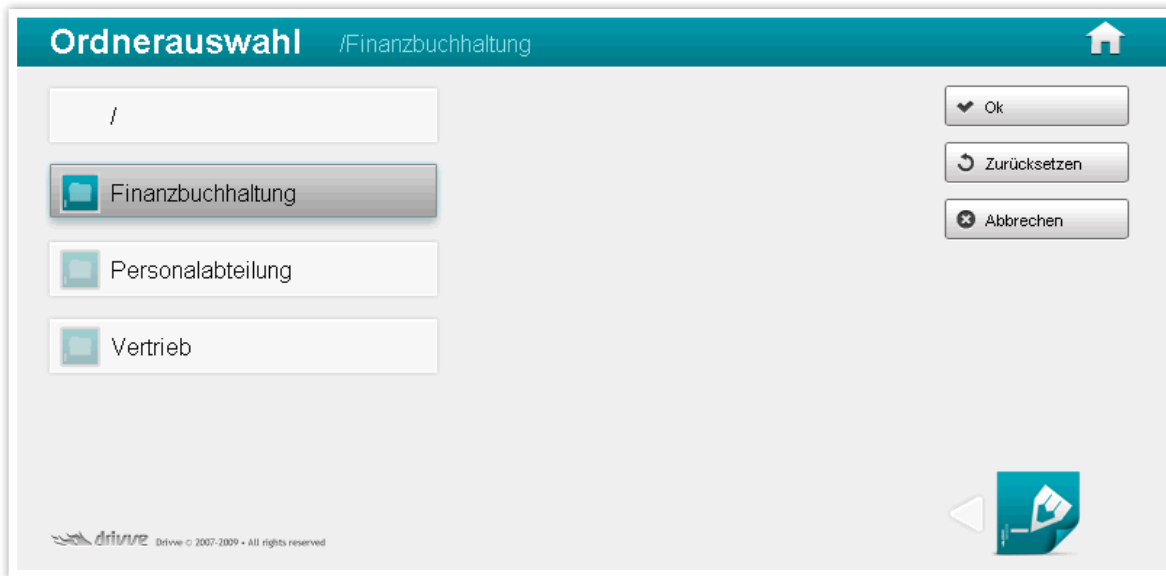 Ordnerauswahl /Finanzbuchhaltung
/
Finanzbuchhaltung
Personalabteilung
Vertrieb
Ok
Zurücksetzen
Abbrechen
drivve Drivve © 2007-2009 • All rights reserved